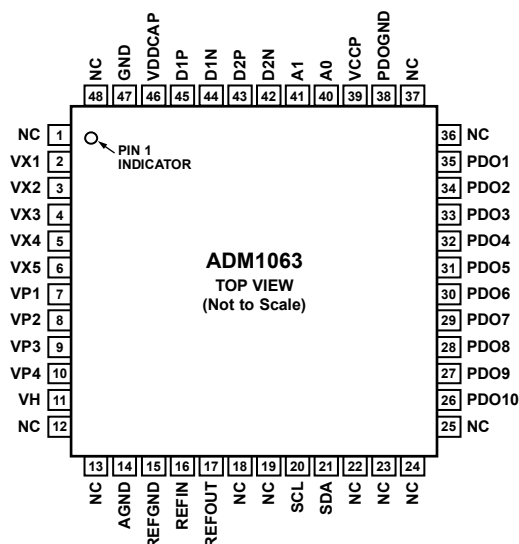 NC
GND
VDDCAP
D1P
D1N
D2P
D2N
A1
A0
VCCP
PDOGND
NC
48 47 46 45 44 43 42 41 40 39 38 37
NC 1
VX1 2
VX2 3
VX3 4
VX4 5
VX5 6
VP1 7
VP2 8
VP3 9
VP4 10
VH 11
NC 12
PIN 1
INDICATOR
ADM1063
TOP VIEW
(Not to Scale)
36 NC
35 PDO1
34 PDO2
33 PDO3
32 PDO4
31 PDO5
30 PDO6
29 PDO7
28 PDO8
27 PDO9
26 PDO10
25 NC
13 14 15 16 17 18 19 20 21 22 23 24
NC
AGND
REFGND
REFIN
REFOUT
NC
NC
SCL
SDA
NC
NC
NC